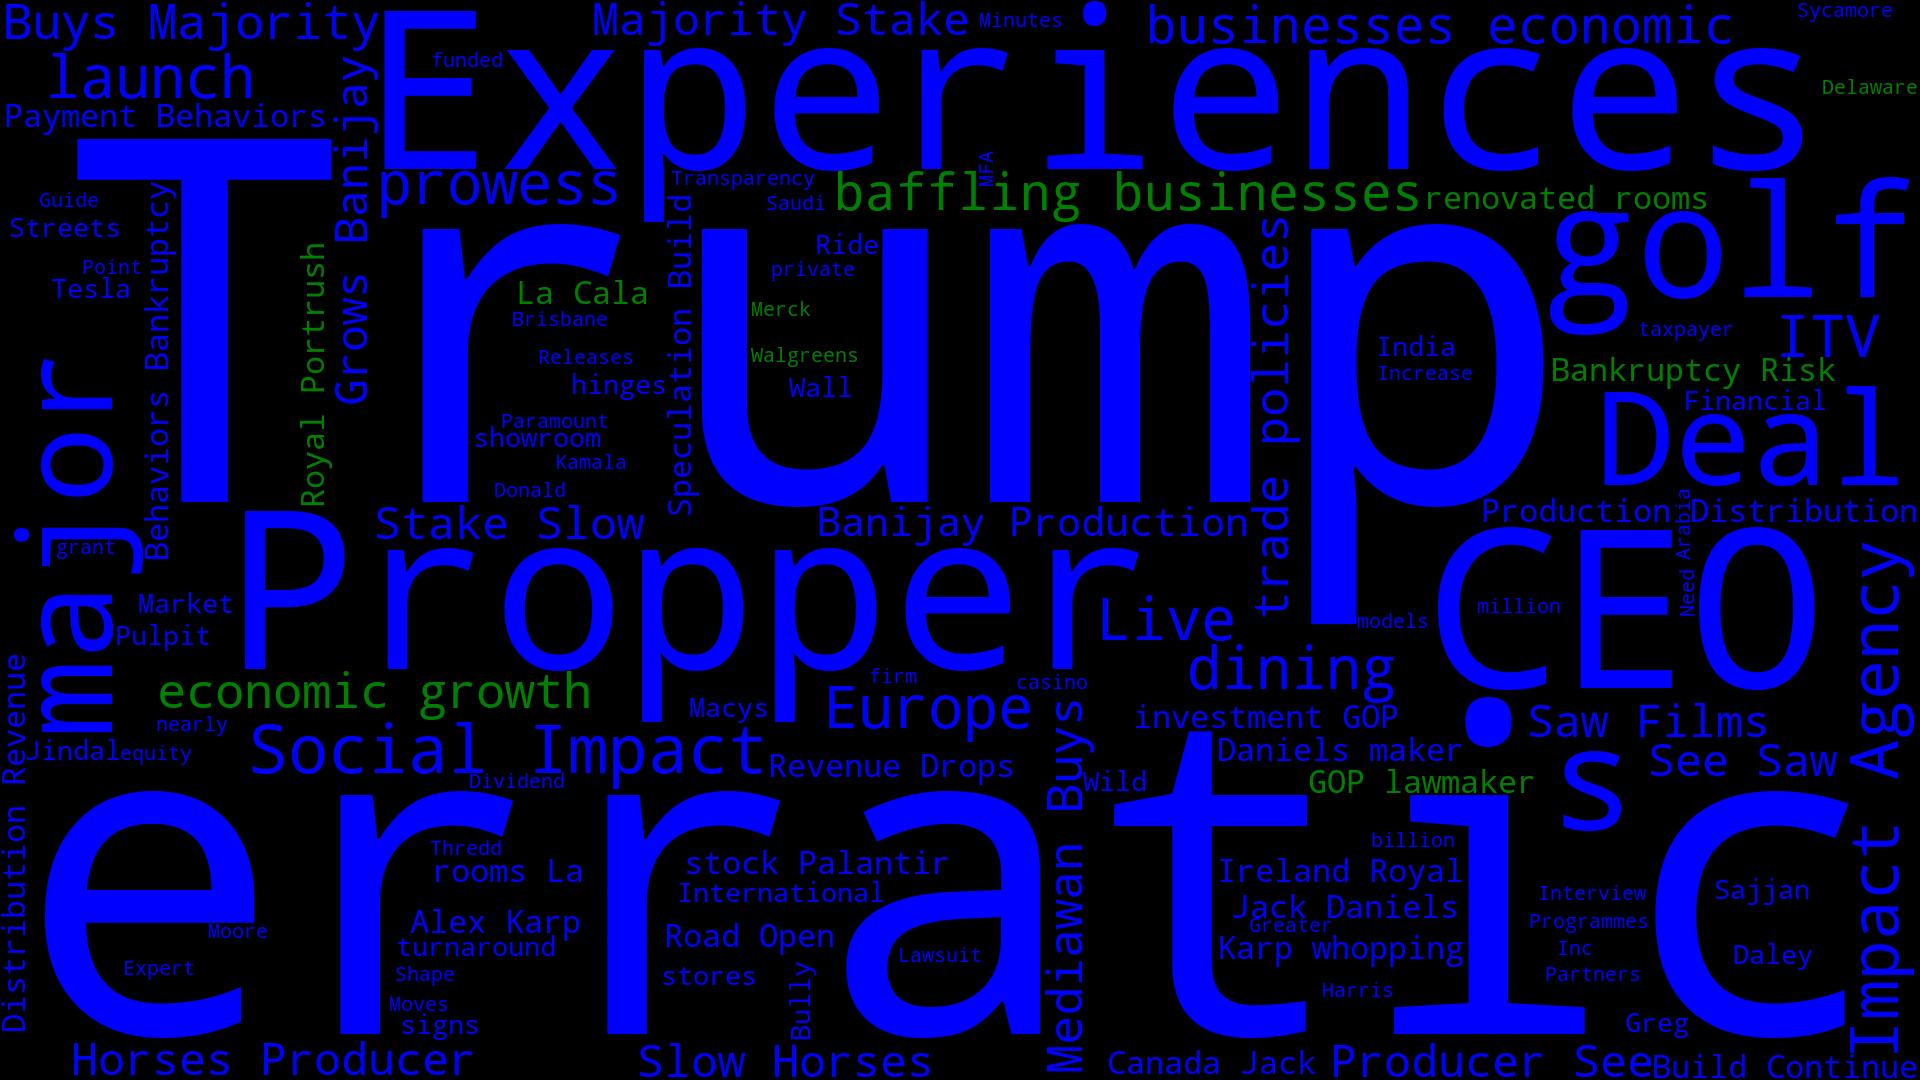 Buys Majority
Majority Stake
Minutes
businesses economic
Sycamore
launch
funded
Experiences
Delaware
Payment Behaviors
Grows Banijay
prowess
Transparency
MFA
Saudi
baffling businesses
renovated rooms
Guide
Streets
Behaviors Bankruptcy
Trump
golf
Point
Tesla
Royal Portrush
La Cala
Brisbane
Releases
hinges
Paramount
showroom
Kamala
Donald
Speculation Build
Ride
private
Merck
Walgreens
Wall
trade policies
India
Increase
taxpayer
ITV
Bankruptcy Risk
Financial
Deal
major
grant
Stake Slow
Banijay Production
Production Distribution
Need Arabia
Market
Pulpit
Propper
Live
models
million
CEO
Impact Agency
dining
economic growth
firm
casino
Macys
Europe
investment GOP
Saw Films
nearly
Jindal
equity
Social Impact
Dividend
Revenue Drops
Mediawan Buys
Wild
Daniels maker
GOP lawmaker
See Saw
s
Distribution Revenue
erratic
Thredd
rooms La
stock Palantir
International
billion
Ireland Royal
Interview
Sajjan
Moore
Alex Karp
turnaround
Road Open
Jack Daniels
Greater
Karp whopping
Programmes
Inc
Partners
Daley
Expert
Shape
stores
Lawsuit
Moves
signs
Bully
Harris
Greg
Horses Producer
Slow Horses
Canada Jack
Producer See
Build Continue